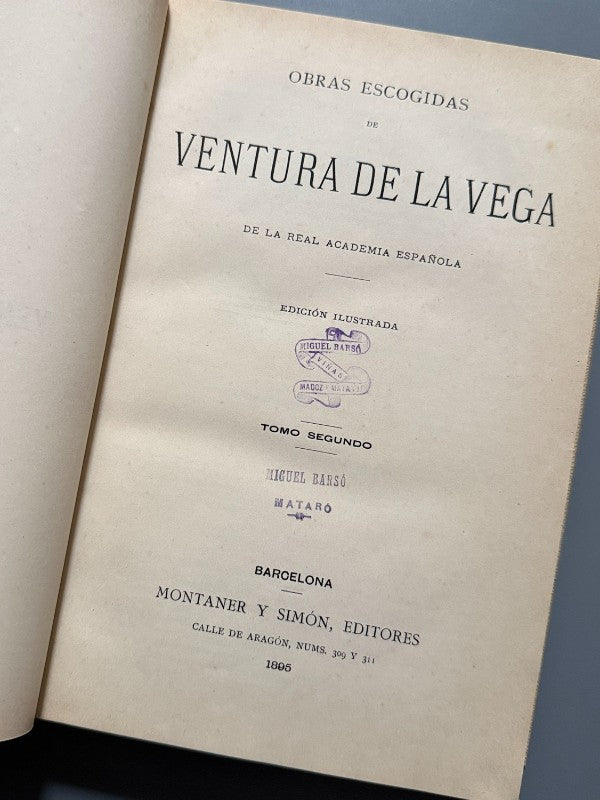 OBRAS ESCOGIDAS
DE
VENTURA DE LA VEGA
DE LA REAL ACADEMIA ESPAÑOLA
EDICIÓN ILUSTRADA
MIGUEL BARSÓ
MADOZ - MATARÓ
TOMO SEGUNDO
MIGUEL BARSÓ
MATARÓ
BARCELONA
MONTANER Y SIMÓN, EDITORES
CALLE DE ARAGÓN, NUMS. 309 Y 311
1895